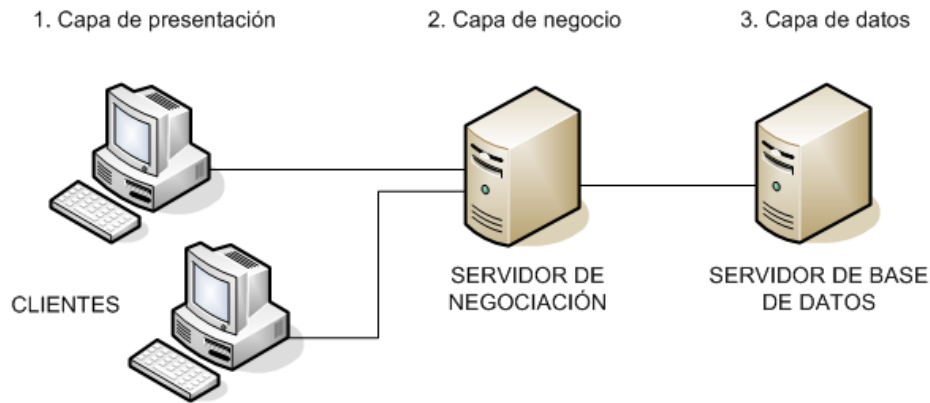 1. Capa de presentación
2. Capa de negocio
3. Capa de datos
CLIENTES
SERVIDOR DE
NEGOCIACIÓN
SERVIDOR DE BASE
DE DATOS